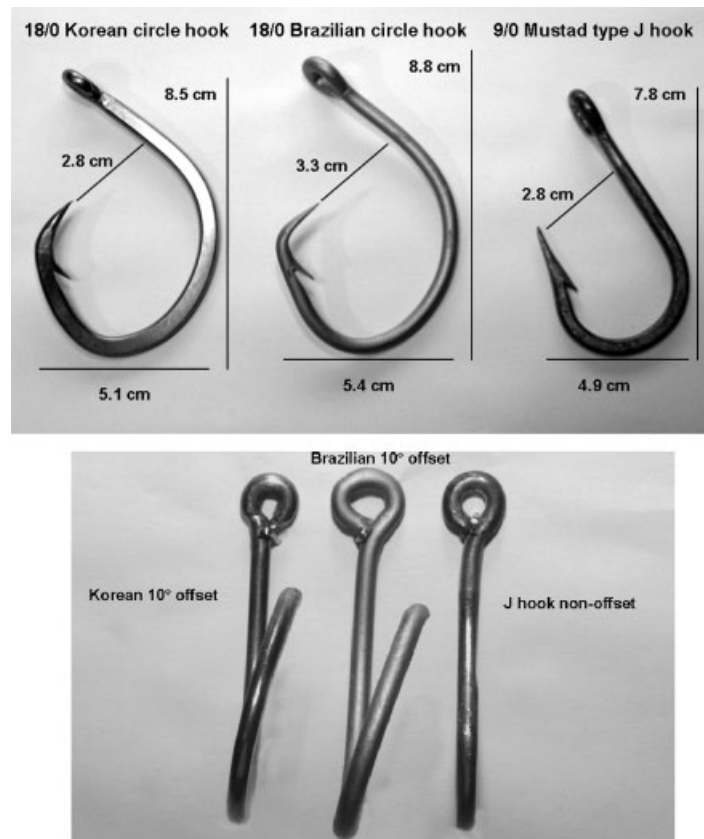 18/0 Korean circle hook
18/0 Brazilian circle hook
9/0 Mustad type J hook
8.5 cm
8.8 cm
7.8 cm
2.8 cm
3.3 cm
2.8 cm
5.1 cm
5.4 cm
4.9 cm
Brazilian 10° offset
Korean 10° offset
J hook non-offset